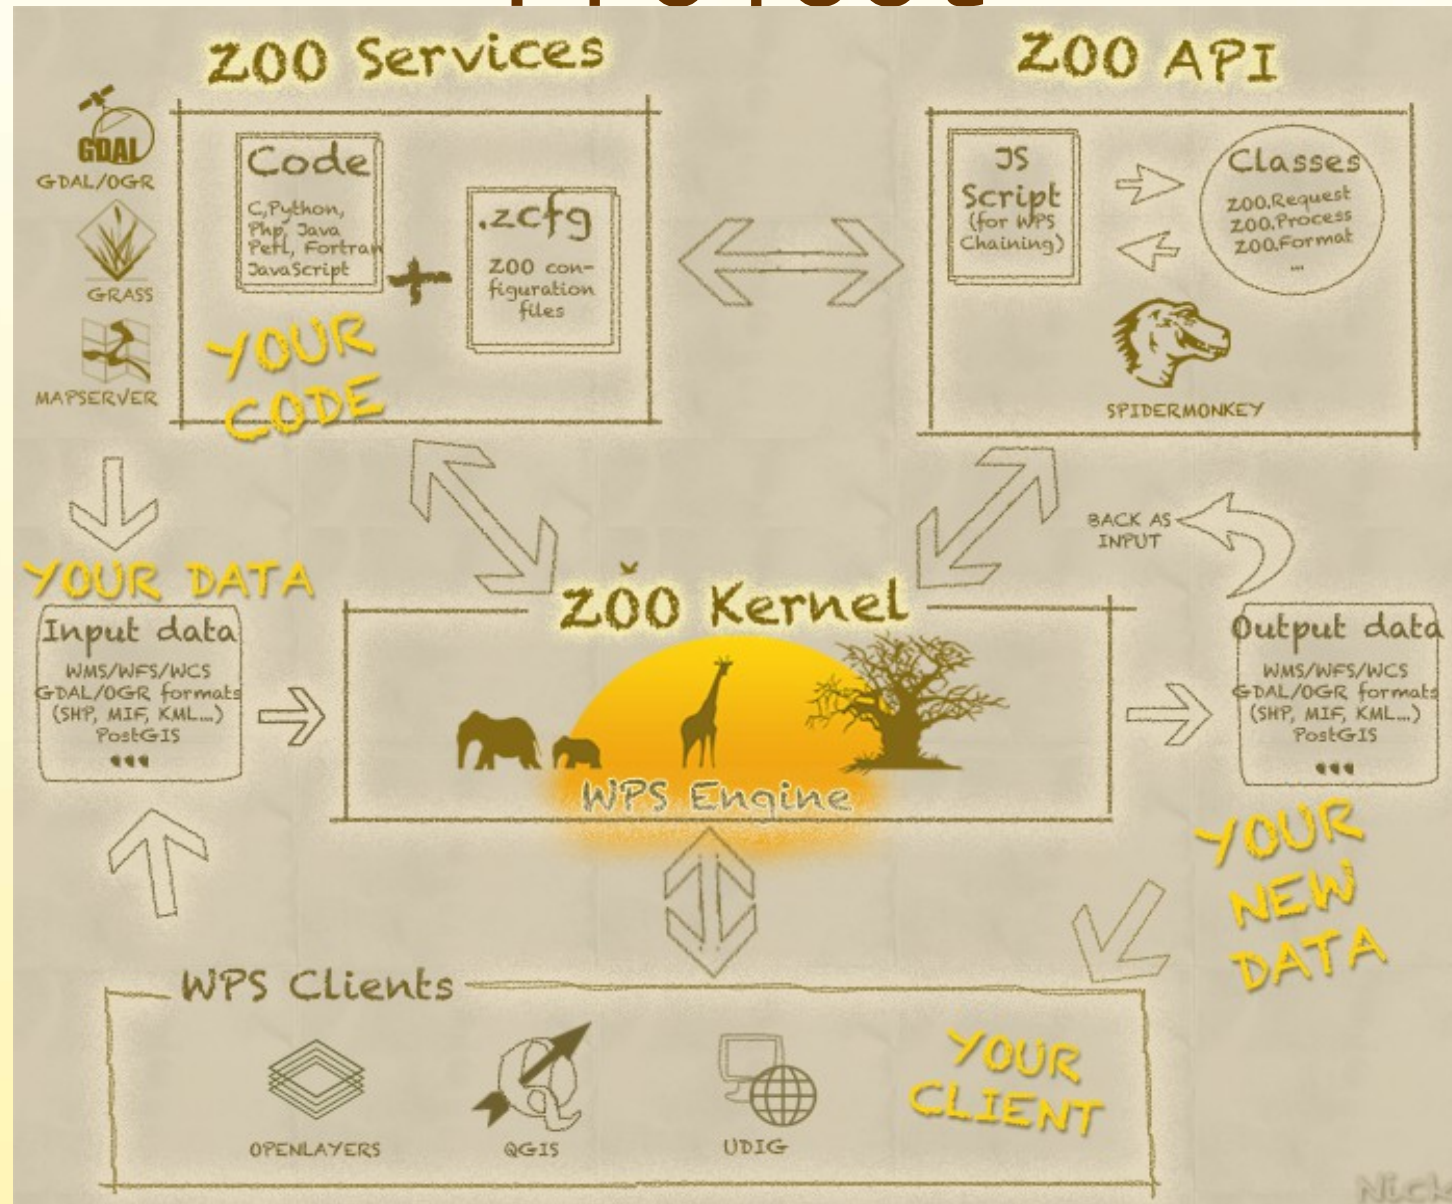 ZOO Services
ZOO API
GDAL
GDAL/OGR
GRASS
MAPSERVER
Code
C,Python,
Php, Java
Perl, Fortran
JavaScript
+
.zcfg
ZOO con-
figuration
files
YOUR
CODE
JS
Script
(for WPS
Chaining)
Classes
ZOO.Request
ZOO.Process
ZOO.Format
...
SPIDERMONKEY
BACK AS
INPUT
YOUR DATA
Input data
WMS/WFS/WCS
GDAL/OGR formats
(SHP, MIF, KML...)
PostGIS
...
ZǑO Kernel
WPS Engine
Output data
WMS/WFS/WCS
GDAL/OGR formats
(SHP, MIF, KML...)
PostGIS
...
YOUR
NEW
DATA
WPS Clients
OPENLAYERS
QGIS
UDIG
YOUR
CLIENT